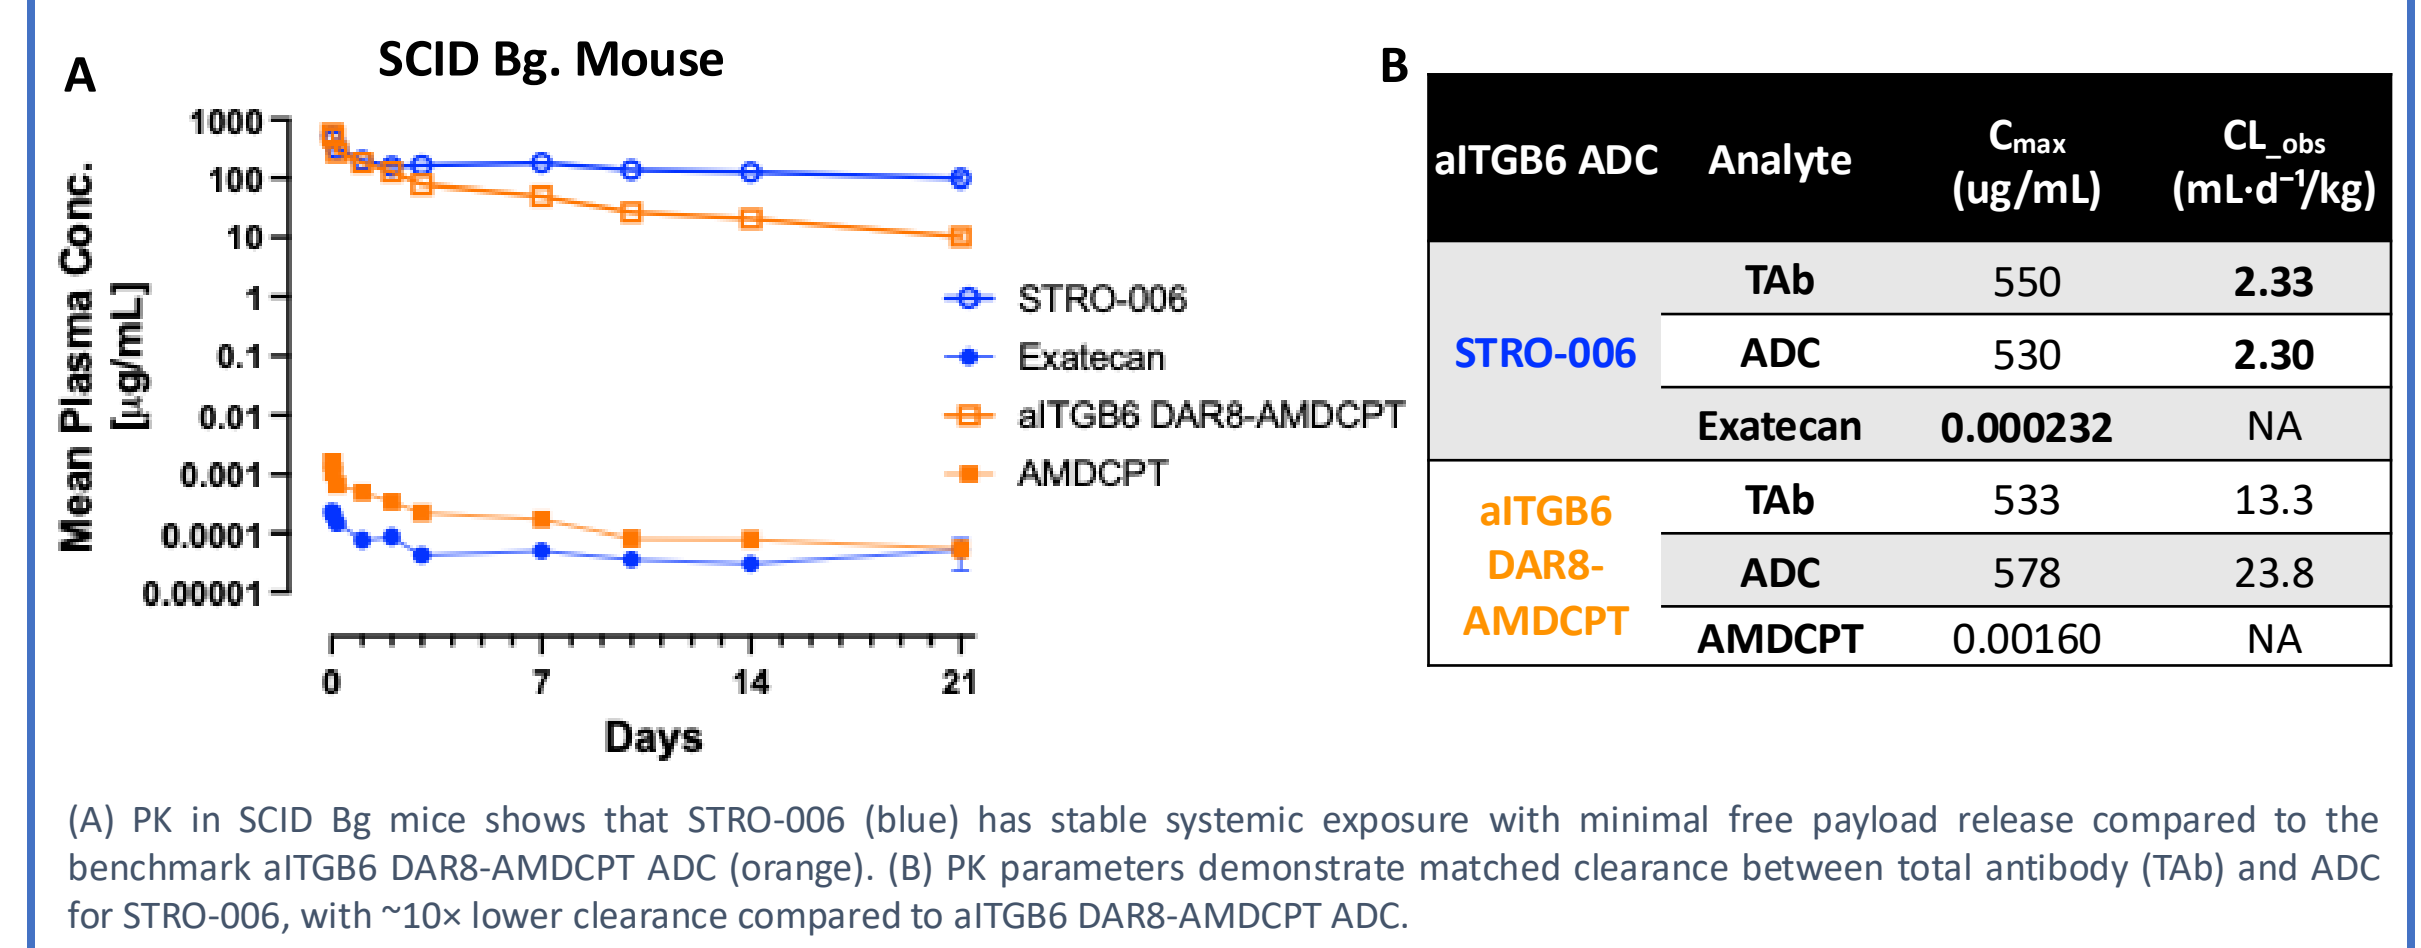 A
SCID Bg. Mouse
Mean Plasma Conc.
[µg/mL]
1000
100
10
1
0.1
0.01
0.001
0.0001
0.00001
0
7
14
21
Days
STRO-006
Exatecan
aITGB6 DAR8-AMDCPT
AMDCPT
B
aITGB6 ADC Analyte Cmax (ug/mL) CL_obs (mL·d⁻¹/kg)
STRO-006
TAb 550 2.33
ADC 530 2.30
Exatecan 0.000232 NA
aITGB6
DAR8-
AMDCPT
TAb 533 13.3
ADC 578 23.8
AMDCPT 0.00160 NA
(A) PK in SCID Bg mice shows that STRO-006 (blue) has stable systemic exposure with minimal free payload release compared to the
benchmark aITGB6 DAR8-AMDCPT ADC (orange). (B) PK parameters demonstrate matched clearance between total antibody (TAb) and ADC
for STRO-006, with ~10× lower clearance compared to aITGB6 DAR8-AMDCPT ADC.